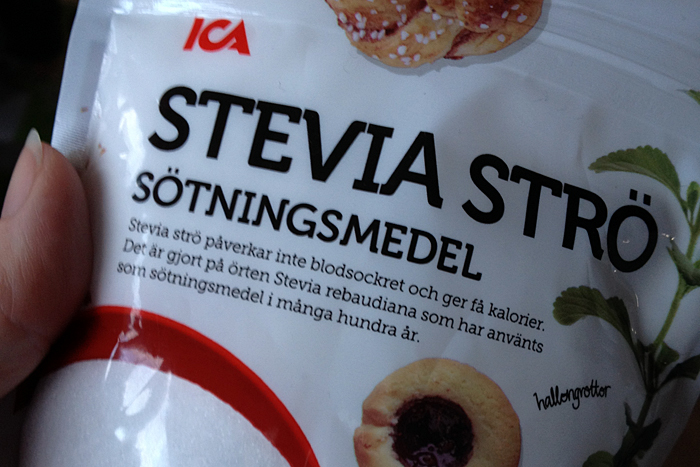 ICA
STEVIA STRÖ
SÖTNINGSMEDEL
Stevia strö påverkar inte blodsockret och ger få kalorier.
Det är gjort på örten Stevia rebaudiana som har använts
som sötningsmedel i många hundra år.
hallongrottor